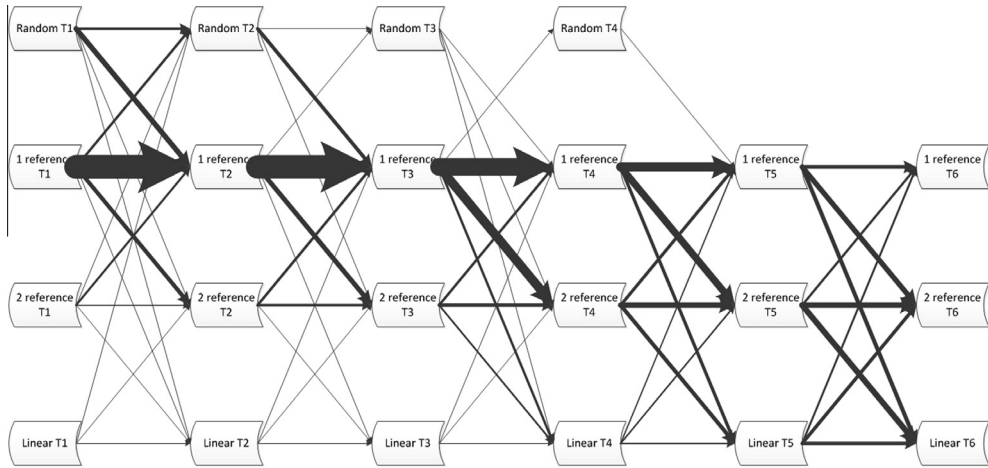 Random T1
Random T2
Random T3
Random T4
1 reference
T1
1 reference
T2
1 reference
T3
1 reference
T4
1 reference
T5
1 reference
T6
2 reference
T1
2 reference
T2
2 reference
T3
2 reference
T4
2 reference
T5
2 reference
T6
Linear T1
Linear T2
Linear T3
Linear T4
Linear T5
Linear T6